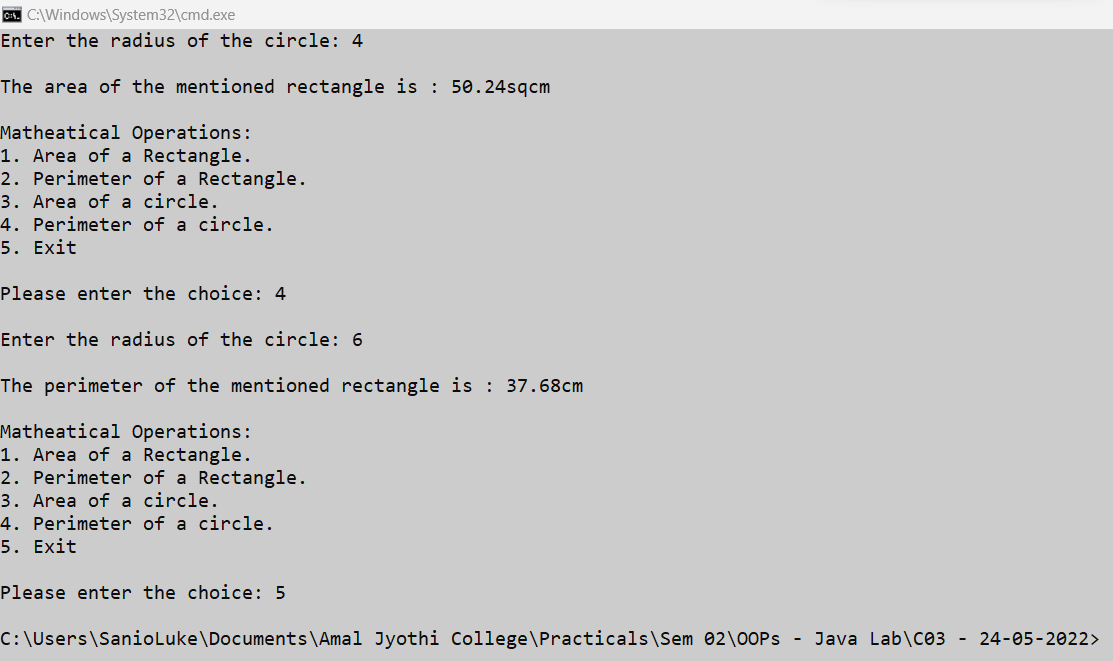 C:\Windows\System32\cmd.exe
Enter the radius of the circle: 4
The area of the mentioned rectangle is : 50.24sqcm
Matheatical Operations:
1. Area of a Rectangle.
2. Perimeter of a Rectangle.
3. Area of a circle.
4. Perimeter of a circle.
5. Exit
Please enter the choice: 4
Enter the radius of the circle: 6
The perimeter of the mentioned rectangle is : 37.68cm
Matheatical Operations:
1. Area of a Rectangle.
2. Perimeter of a Rectangle.
3. Area of a circle.
4. Perimeter of a circle.
5. Exit
Please enter the choice: 5
C:\Users\SanioLuke\Documents\Amal Jyothi College\Practicals\Sem 02\OOPs - Java Lab\C03 - 24-05-2022>